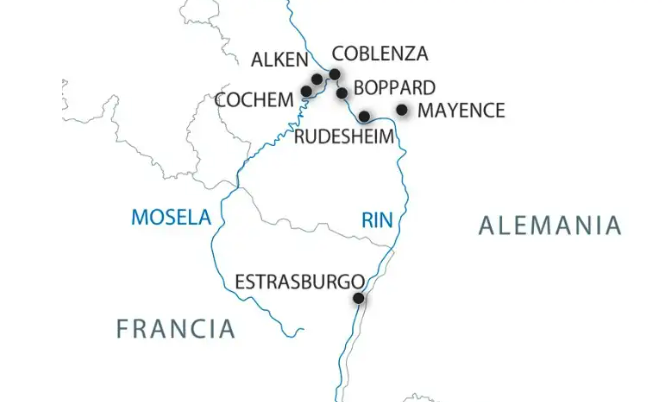 COBLENZA
ALKEN
BOPPARD
COCHEM
MAYENCE
RUDESHEIM
MOSELA
RIN
ALEMANIA
ESTRASBURGO
FRANCIA